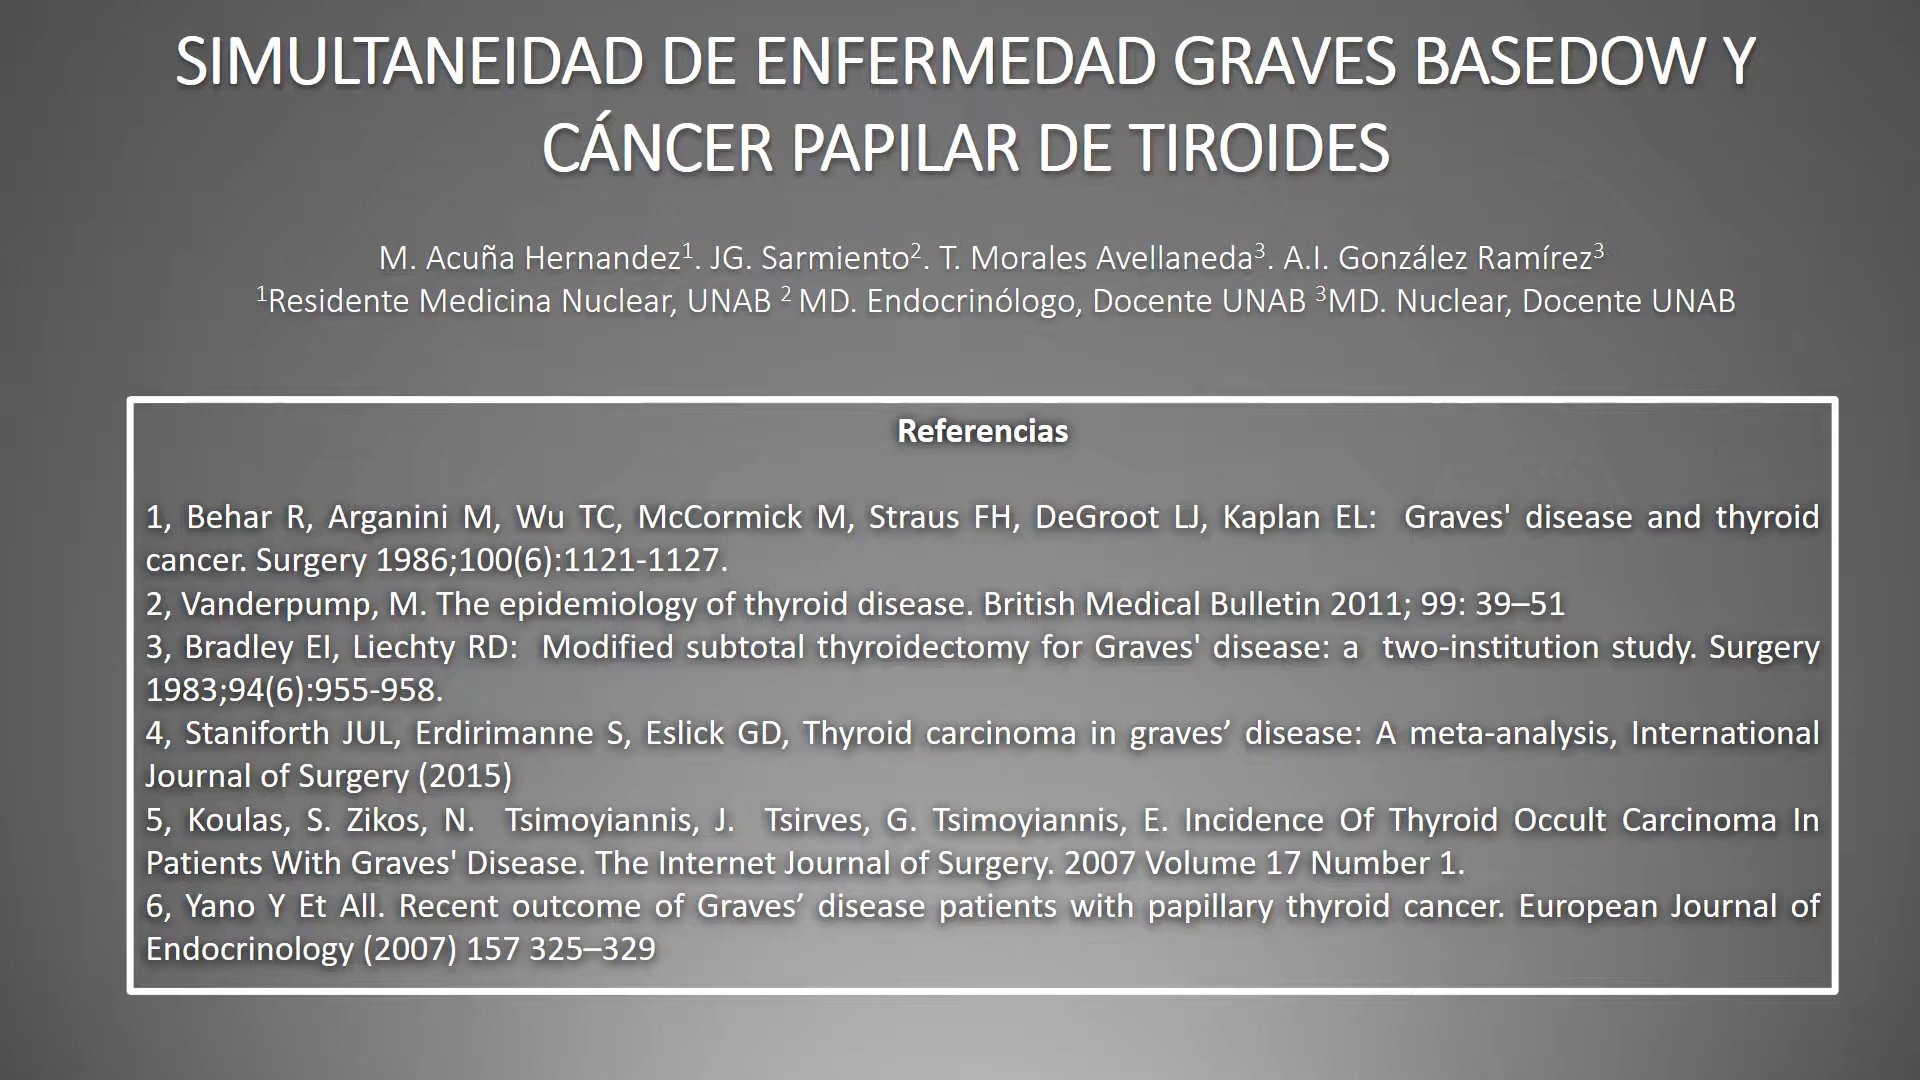 SIMULTANEIDAD DE ENFERMEDAD GRAVES BASEDOW Y
CÁNCER PAPILAR DE TIROIDES
M. Acuña Hernandez¹. JG. Sarmiento². T. Morales Avellaneda³. A.I. González Ramírez³
¹Residente Medicina Nuclear, UNAB ² MD. Endocrinólogo, Docente UNAB ³MD. Nuclear, Docente UNAB
Referencias
1, Behar R, Arganini M, Wu TC, McCormick M, Straus FH, DeGroot LJ, Kaplan EL: Graves' disease and thyroid
cancer. Surgery 1986;100(6):1121-1127.
2, Vanderpump, M. The epidemiology of thyroid disease. British Medical Bulletin 2011; 99: 39–51
3, Bradley EI, Liechty RD: Modified subtotal thyroidectomy for Graves' disease: a two-institution study. Surgery
1983;94(6):955-958.
4, Staniforth JUL, Erdirimanne S, Eslick GD, Thyroid carcinoma in graves’ disease: A meta-analysis, International
Journal of Surgery (2015)
5, Koulas, S. Zikos, N. Tsimoyiannis, J. Tsirves, G. Tsimoyiannis, E. Incidence Of Thyroid Occult Carcinoma In
Patients With Graves' Disease. The Internet Journal of Surgery. 2007 Volume 17 Number 1.
6, Yano Y Et All. Recent outcome of Graves’ disease patients with papillary thyroid cancer. European Journal of
Endocrinology (2007) 157 325–329